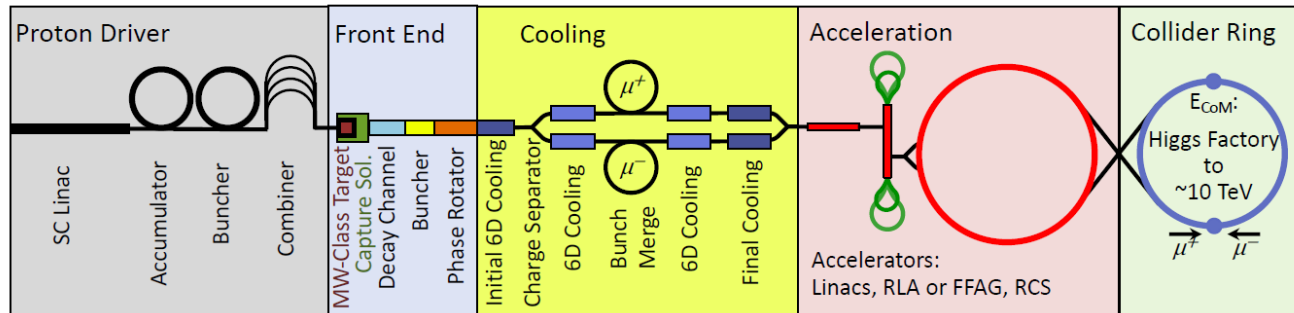 Proton Driver
Front End
Cooling
Acceleration
Collider Ring
SC Linac
Accumulator
Buncher
Combiner
MW-Class Target
Capture Sol.
Decay Channel
Buncher
Phase Rotator
Initial 6D Cooling
Charge Separator
6D Cooling
Bunch
Merge
6D Cooling
Final Cooling
μ+
μ−
Accelerators:
Linacs, RLA or FFAG, RCS
ECoM:
Higgs Factory
to
~10 TeV
μ+ μ−